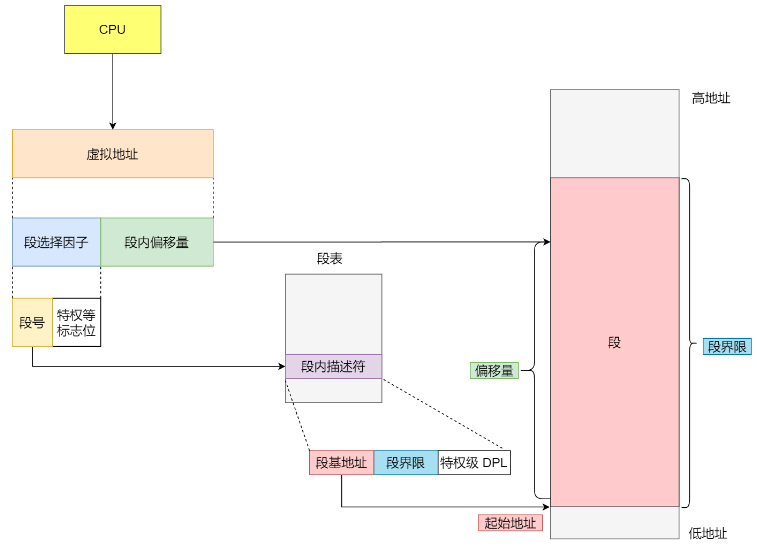 CPU
高地址
虚拟地址
段选择因子
段内偏移量
段表
段号
特权等
标志位
段内描述符
段
偏移量
段界限
段基地址
段界限
特权级 DPL
起始地址
低地址